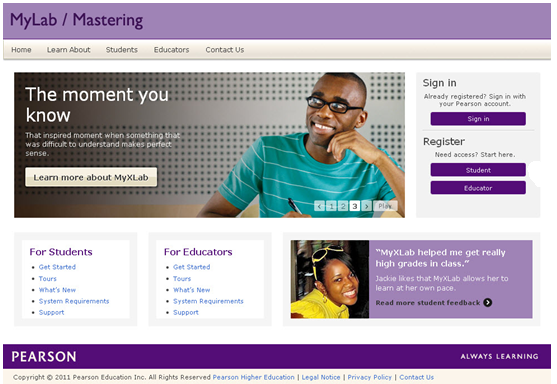 MyLab / Mastering
Home Learn About Students Educators Contact Us
The moment you
know
That inspired moment when something that
was difficult to understand makes perfect
sense.
Learn more about MyXLab
< 1 2 3 > Play
Sign in
Already registered? Sign in with
your Pearson account.
Sign in
Register
Need access? Start here.
Student
Educator
For Students
Get Started
Tours
What's New
System Requirements
Support
For Educators
Get Started
Tours
What's New
System Requirements
Support
“MyXLab helped me get really
high grades in class.”
Jackie likes that MyXLab allows her to
learn at her own pace.
Read more student feedback
PEARSON
ALWAYS LEARNING
Copyright © 2011 Pearson Education Inc. All Rights Reserved Pearson Higher Education | Legal Notice | Privacy Policy | Contact Us